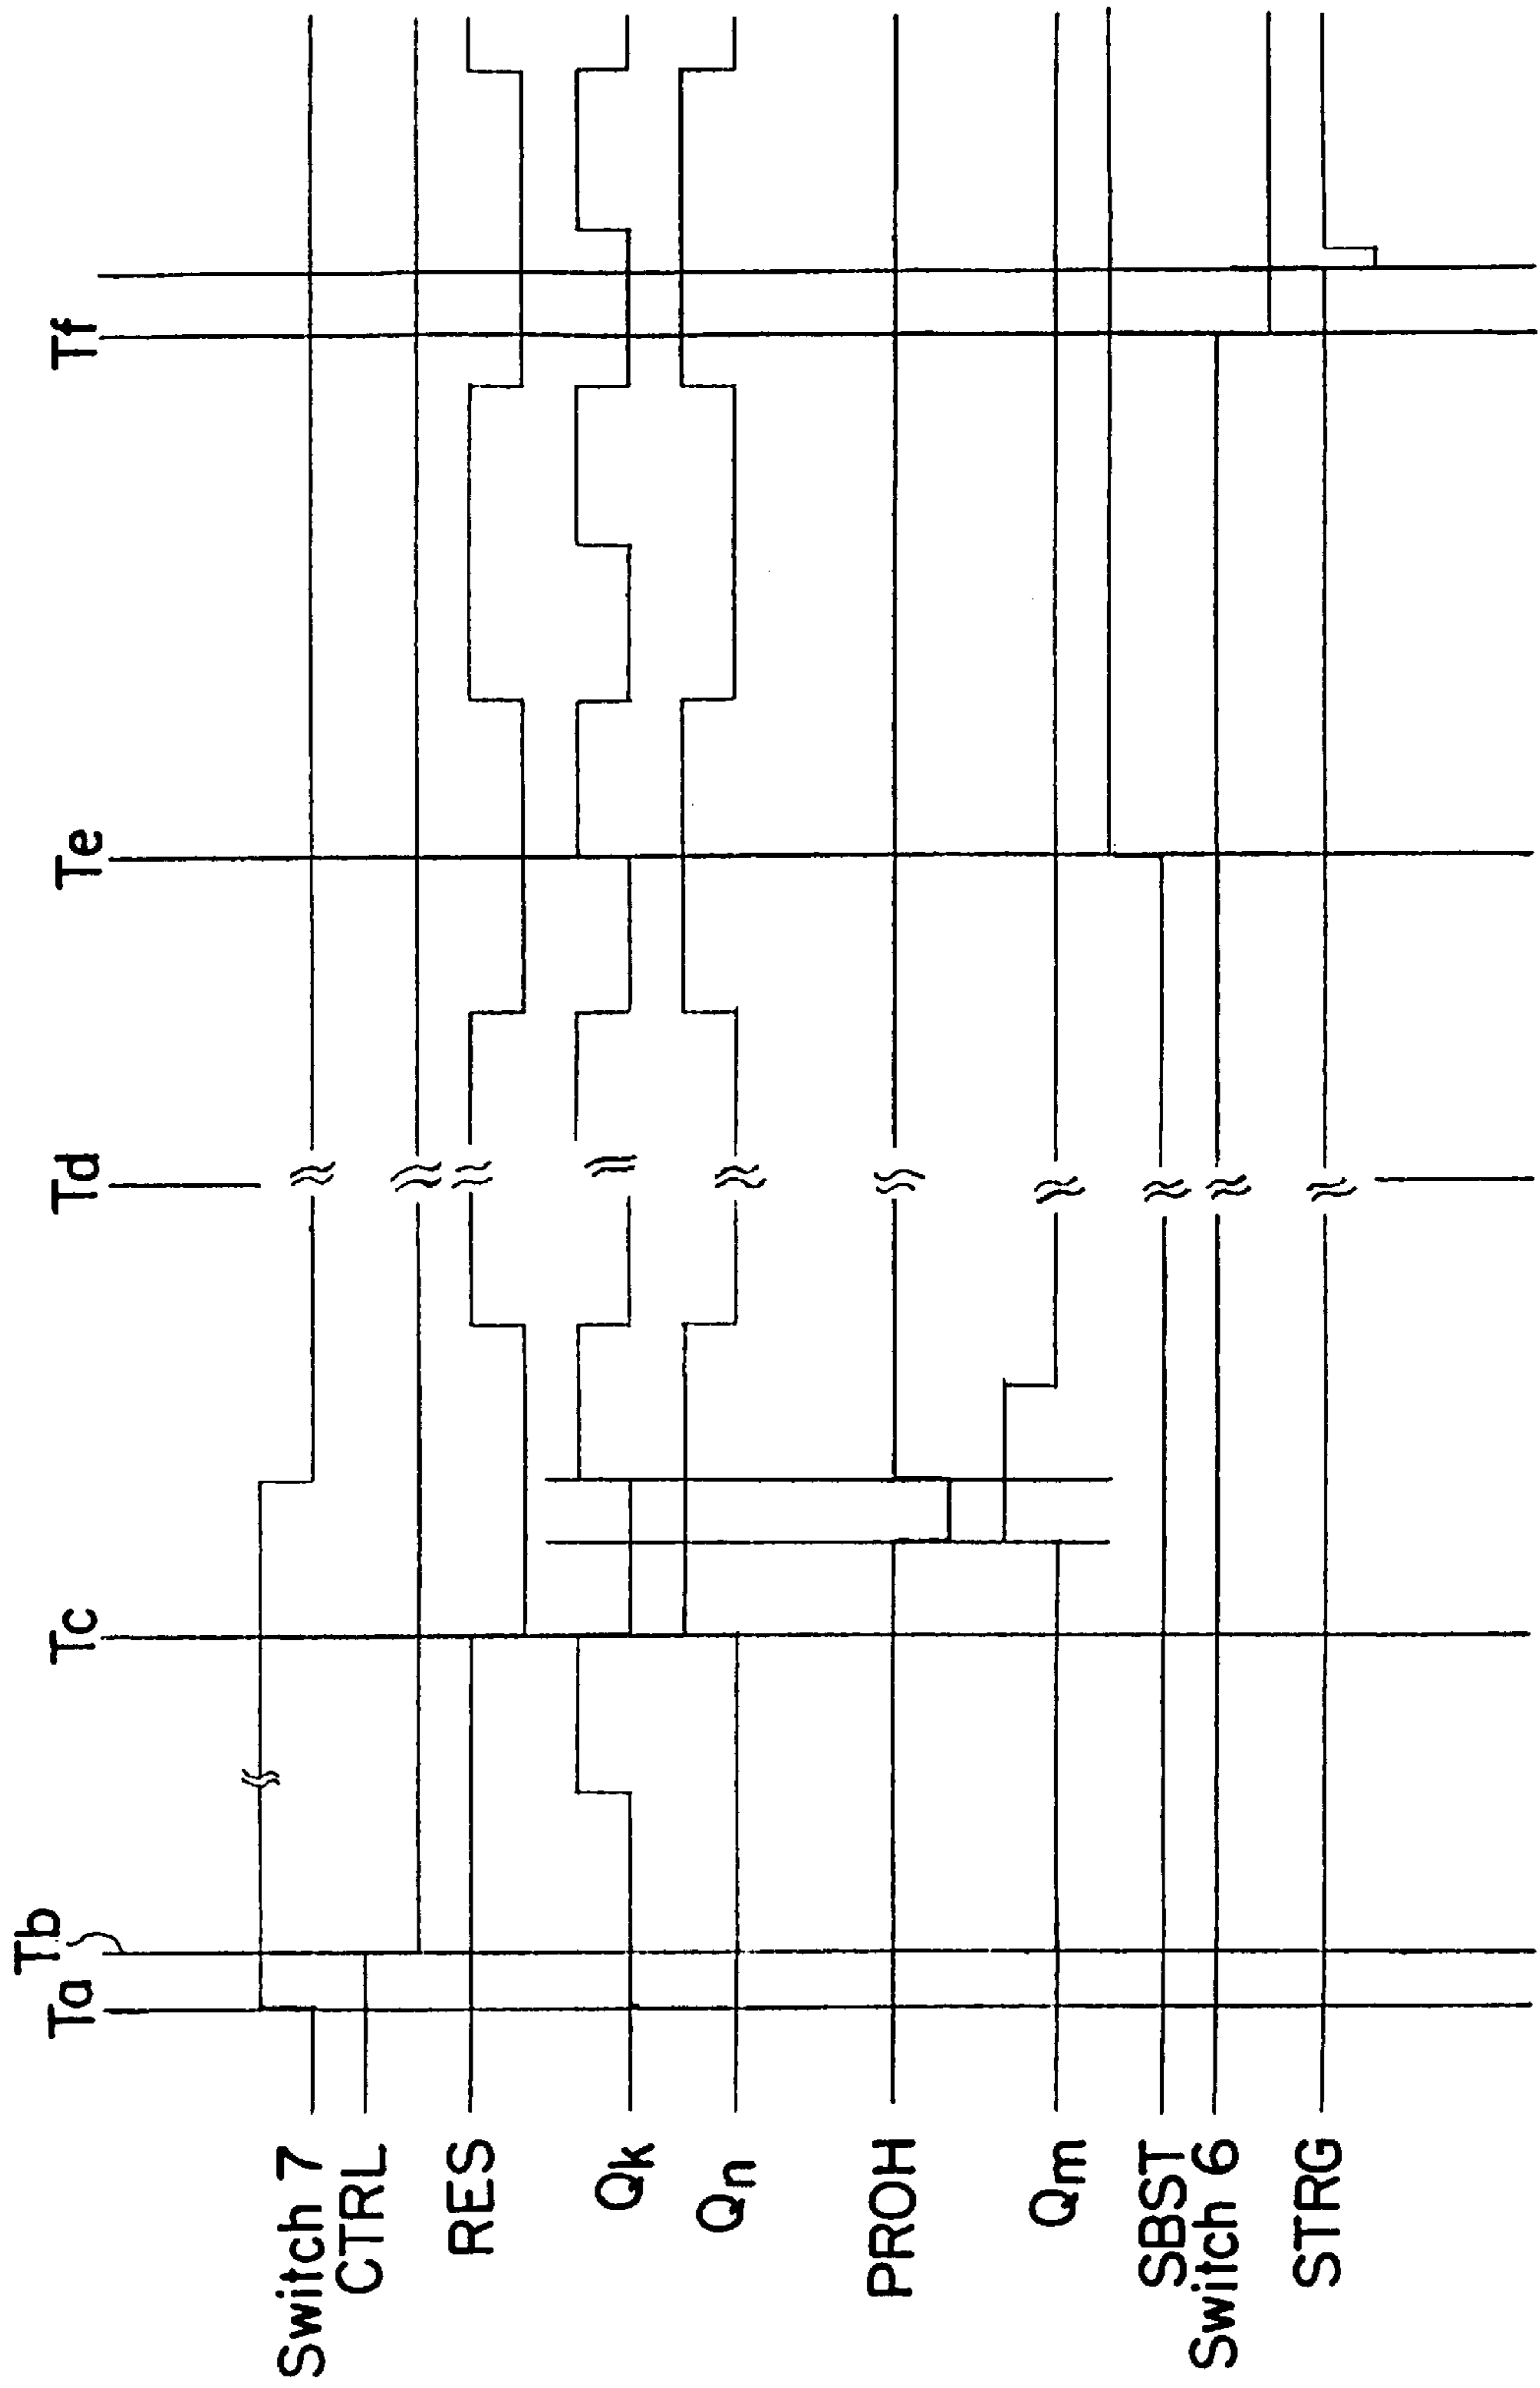 Ta
Tb
Tc
Td
Te
Tf
Switch 7
CTRL
RES
Qk
Qn
PROH
Qm
SBST
Switch 6
STRG